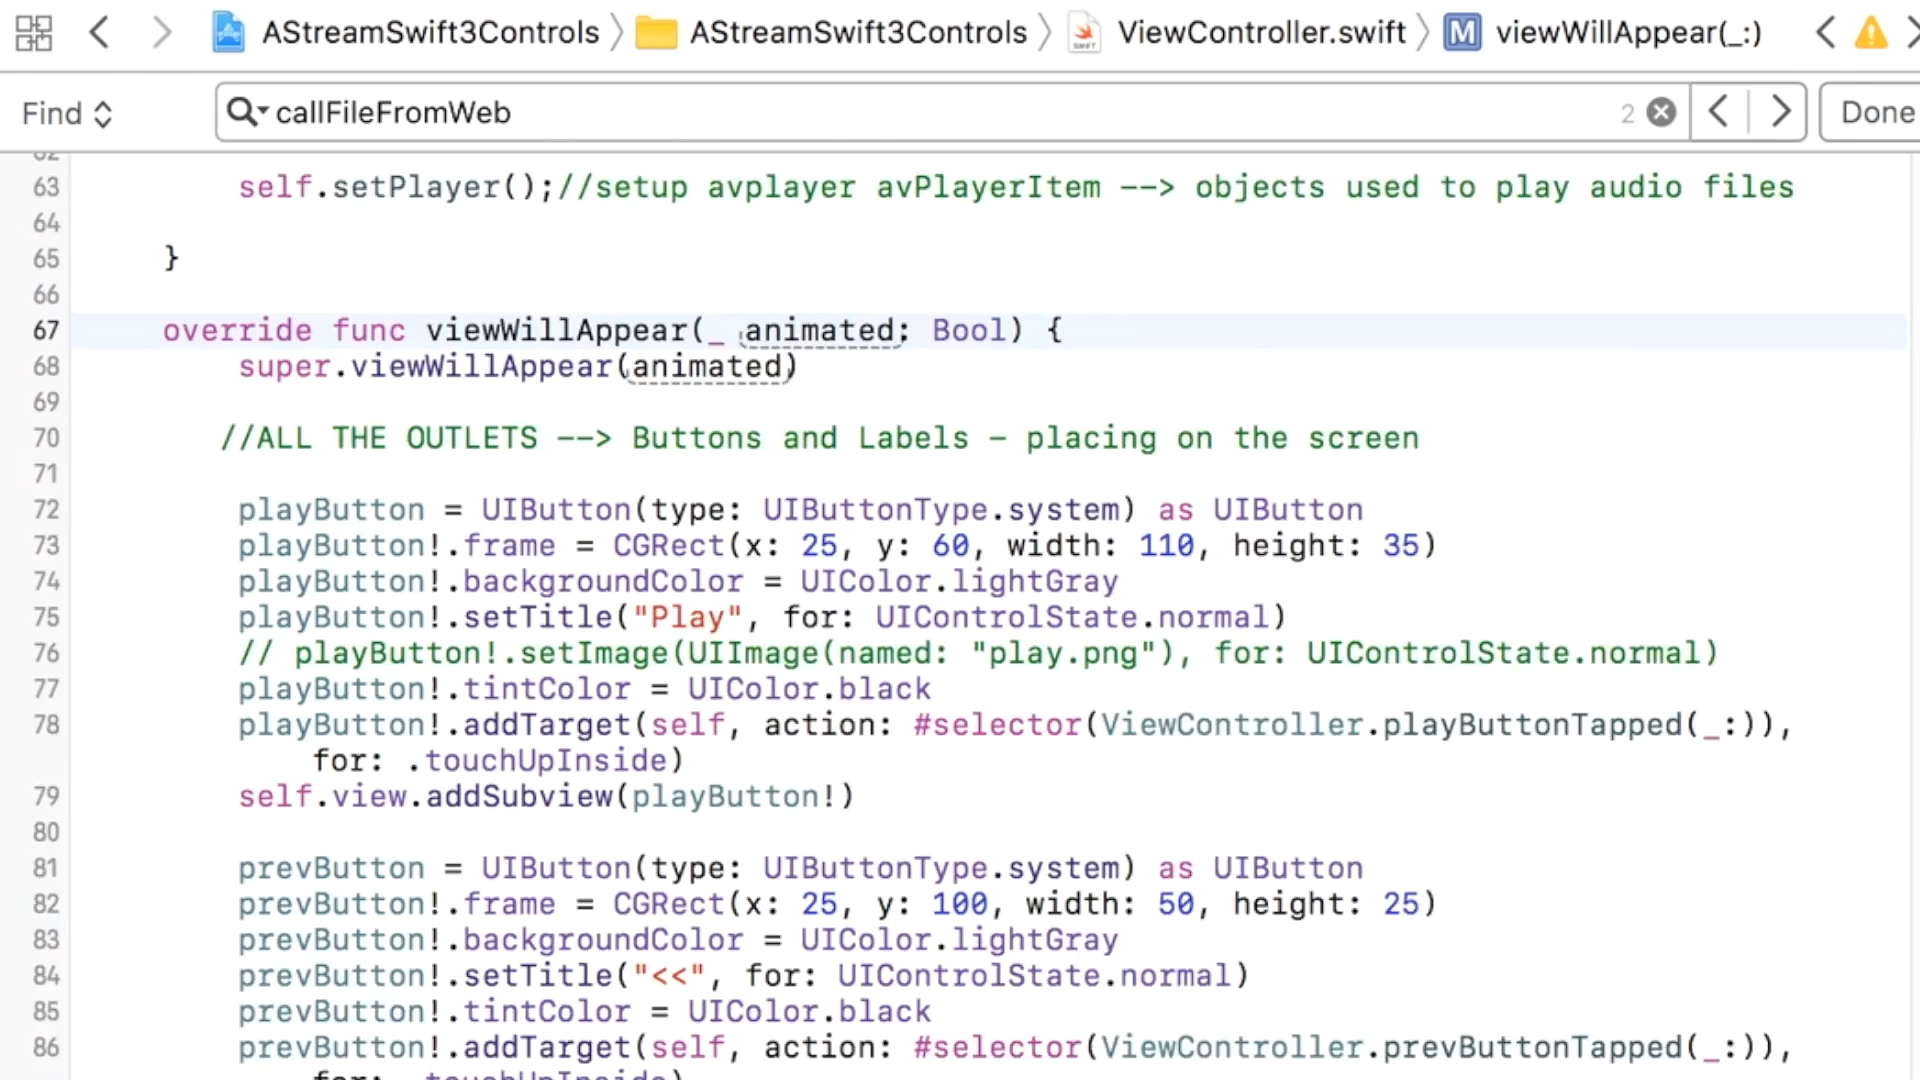 AStreamSwift3Controls AStreamSwift3Controls ViewController.swift M viewWillAppear(_:)
Find callFileFromWeb 2 Done
62
63 self.setPlayer();//setup avplayer avPlayerItem --> objects used to play audio files
64
65 }
66
67 override func viewWillAppear(_ animated: Bool) {
68 super.viewWillAppear(animated)
69
70 //ALL THE OUTLETS --> Buttons and Labels - placing on the screen
71
72 playButton = UIButton(type: UIButtonType.system) as UIButton
73 playButton!.frame = CGRect(x: 25, y: 60, width: 110, height: 35)
74 playButton!.backgroundColor = UIColor.lightGray
75 playButton!.setTitle("Play", for: UIControlState.normal)
76 // playButton!.setImage(UIImage(named: "play.png"), for: UIControlState.normal)
77 playButton!.tintColor = UIColor.black
78 playButton!.addTarget(self, action: #selector(ViewController.playButtonTapped(_:)),
for: .touchUpInside)
79 self.view.addSubview(playButton!)
80
81 prevButton = UIButton(type: UIButtonType.system) as UIButton
82 prevButton!.frame = CGRect(x: 25, y: 100, width: 50, height: 25)
83 prevButton!.backgroundColor = UIColor.lightGray
84 prevButton!.setTitle("<<", for: UIControlState.normal)
85 prevButton!.tintColor = UIColor.black
86 prevButton!.addTarget(self, action: #selector(ViewController.prevButtonTapped(_:)),
for: .touchUpInside)